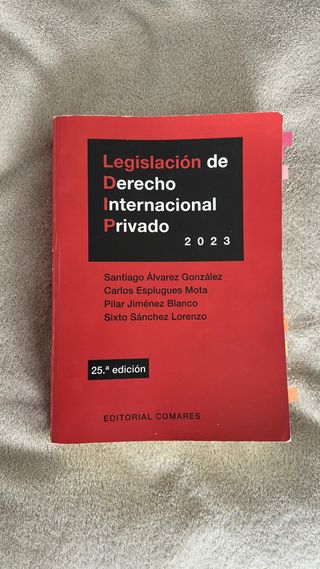 Legislación de
Derecho
Internacional
Privado
2023
Santiago Álvarez González
Carlos Esplugues Mota
Pilar Jiménez Blanco
Sixto Sánchez Lorenzo
25.ª edición
EDITORIAL COMARES